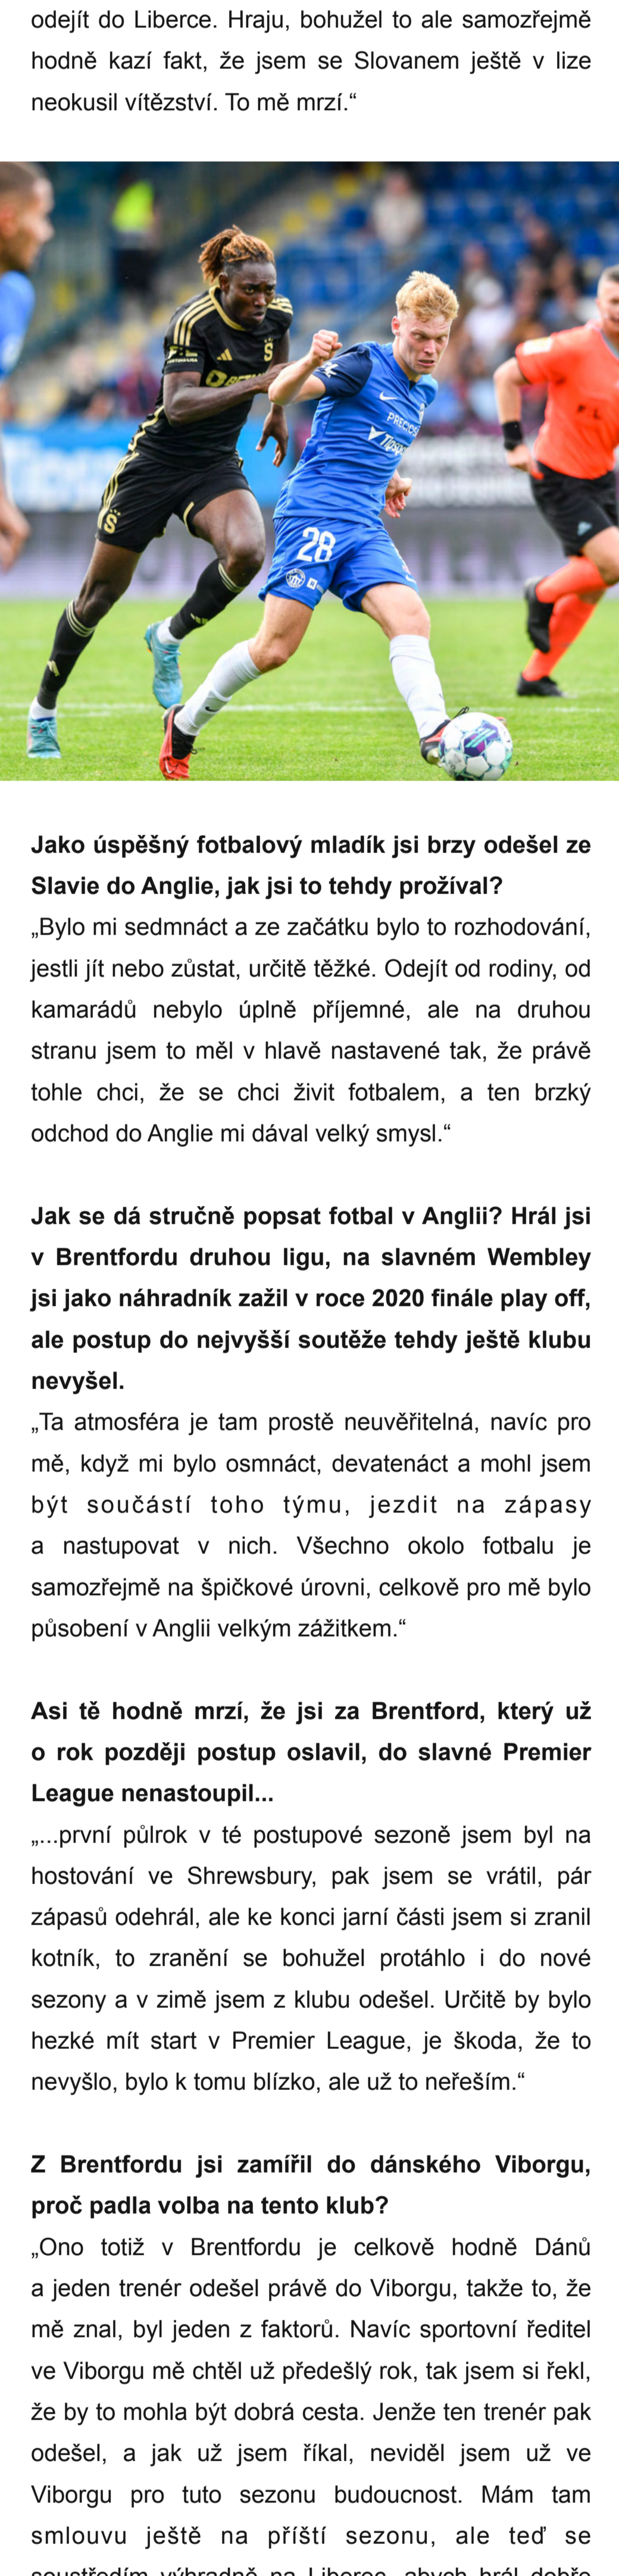 odejít do Liberce. Hraju, bohužel to ale samozřejmě
hodně kazí fakt, že jsem se Slovanem ještě v lize
neokusil vítězství. To mě mrzí.“
F:L
Š
PRECIOS
Tipspo
F L
28
Š
Jako úspěšný fotbalový mladík jsi brzy odešel ze
Slavie do Anglie, jak jsi to tehdy prožíval?
„Bylo mi sedmnáct a ze začátku bylo to rozhodování,
jestli jít nebo zůstat, určitě těžké. Odejít od rodiny, od
kamarádů nebylo úplně příjemné, ale na druhou
stranu jsem to měl v hlavě nastavené tak, že právě
tohle chci, že se chci živit fotbalem, a ten brzký
odchod do Anglie mi dával velký smysl.“
Jak se dá stručně popsat fotbal v Anglii? Hrál jsi
v Brentfordu druhou ligu, na slavném Wembley
jsi jako náhradník zažil v roce 2020 finále play off,
ale postup do nejvyšší soutěže tehdy ještě klubu
nevyšel.
„Ta atmosféra je tam prostě neuvěřitelná, navíc pro
mě, když mi bylo osmnáct, devatenáct a mohl jsem
být součástí toho týmu, jezdit na zápasy
a nastupovat v nich. Všechno okolo fotbalu je
samozřejmě na špičkové úrovni, celkově pro mě bylo
působení v Anglii velkým zážitkem.“
Asi tě hodně mrzí, že jsi za Brentford, který už
o rok později postup oslavil, do slavné Premier
League nenastoupil...
„...první půlrok v té postupové sezoně jsem byl na
hostování ve Shrewsbury, pak jsem se vrátil, pár
zápasů odehrál, ale ke konci jarní části jsem si zranil
kotník, to zranění se bohužel protáhlo i do nové
sezony a v zimě jsem z klubu odešel. Určitě by bylo
hezké mít start v Premier League, je škoda, že to
nevyšlo, bylo k tomu blízko, ale už to neřeším.“
Z Brentfordu jsi zamířil do dánského Viborgu,
proč padla volba na tento klub?
„Ono totiž v Brentfordu je celkově hodně Dánů
a jeden trenér odešel právě do Viborgu, takže to, že
mě znal, byl jeden z faktorů. Navíc sportovní ředitel
ve Viborgu mě chtěl už předešlý rok, tak jsem si řekl,
že by to mohla být dobrá cesta. Jenže ten trenér pak
odešel, a jak už jsem říkal, neviděl jsem už ve
Viborgu pro tuto sezonu budoucnost. Mám tam
smlouvu ještě na příští sezonu, ale teď se
soustředím výhradně na Liberec, abych hrál dobře